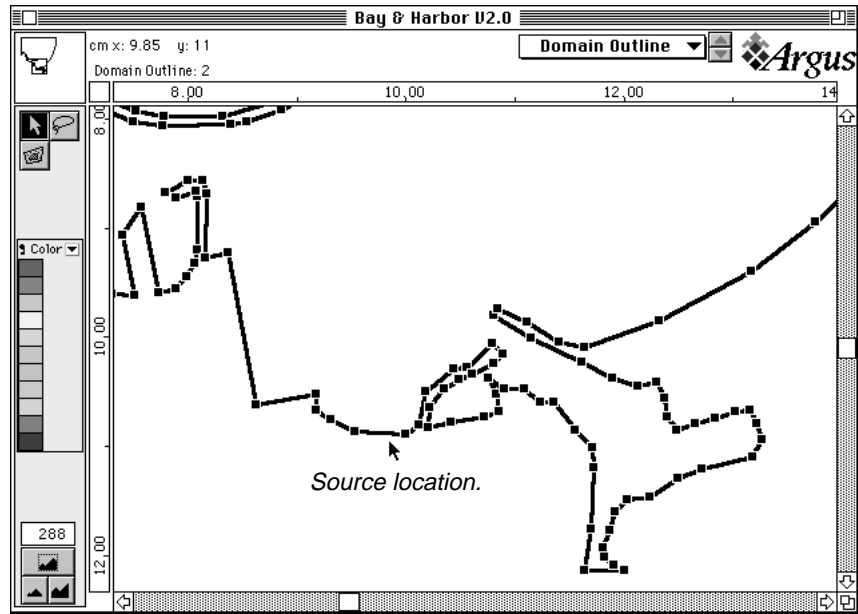 Bay & Harbor V2.0
cm x: 9.85 y: 11
Domain Outline
Argus
Domain Outline: 2
8.00 10,00 12,00 14
8,00
Color
10,00
Source location.
288
12,00